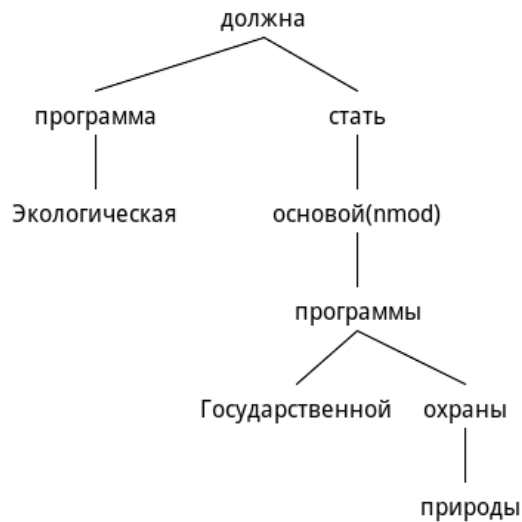 должна
программа стать
Экологическая основой(nmod)
программы
Государственной охраны
природы